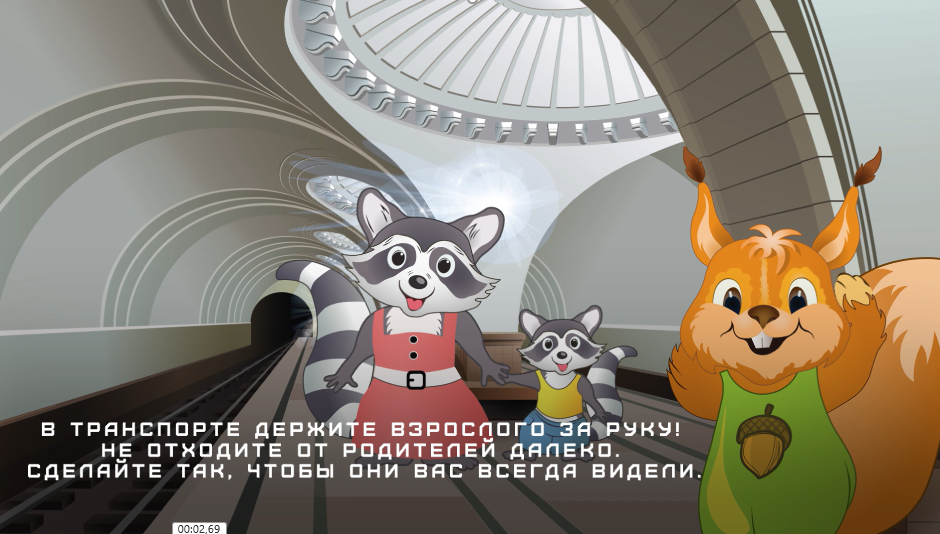 В ТРАНСПОРТЕ ДЕРЖИТЕ ВЗРОСЛОГО ЗА РУКУ!
НЕ ОТХОДИТЕ ОТ РОДИТЕЛЕЙ ДАЛЕКО.
СДЕЛАЙТЕ ТАК, ЧТОБЫ ОНИ ВАС ВСЕГДА ВИДЕЛИ.
00:02,69